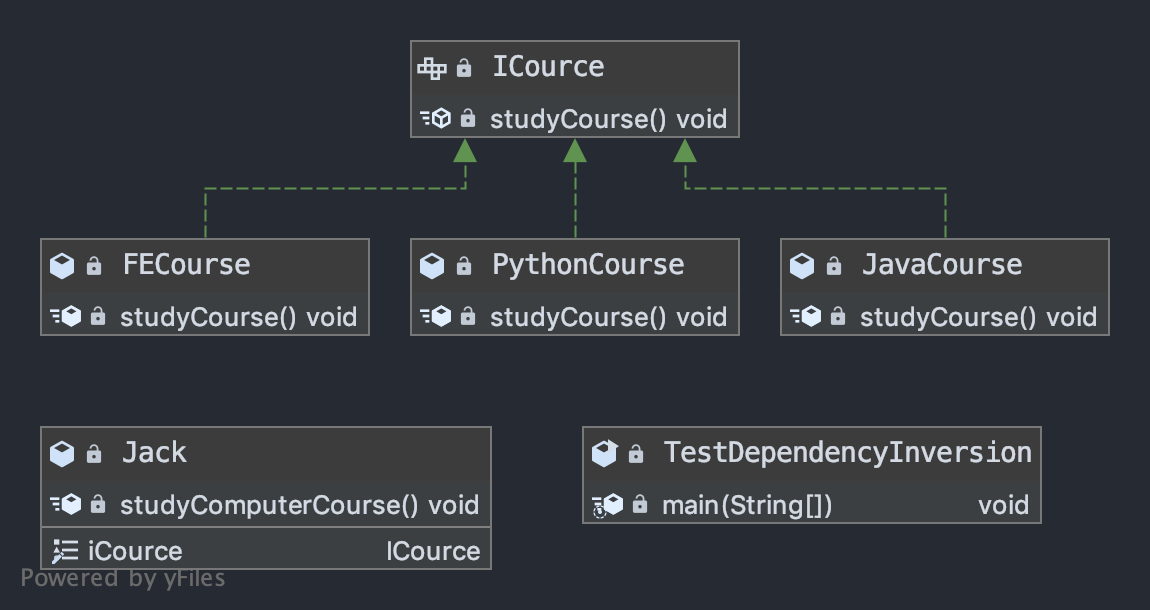 ICource
studyCourse() void
FECourse
studyCourse() void
PythonCourse
studyCourse() void
JavaCourse
studyCourse() void
Jack
studyComputerCourse() void
iCource ICource
TestDependencyInversion
main(String[]) void
Powered by yFiles